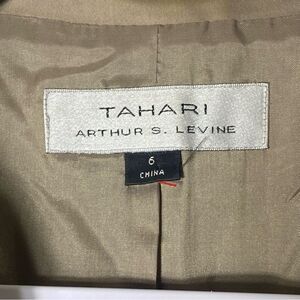 TAHARI
ARTHUR S. LEVINE
6
CHINA